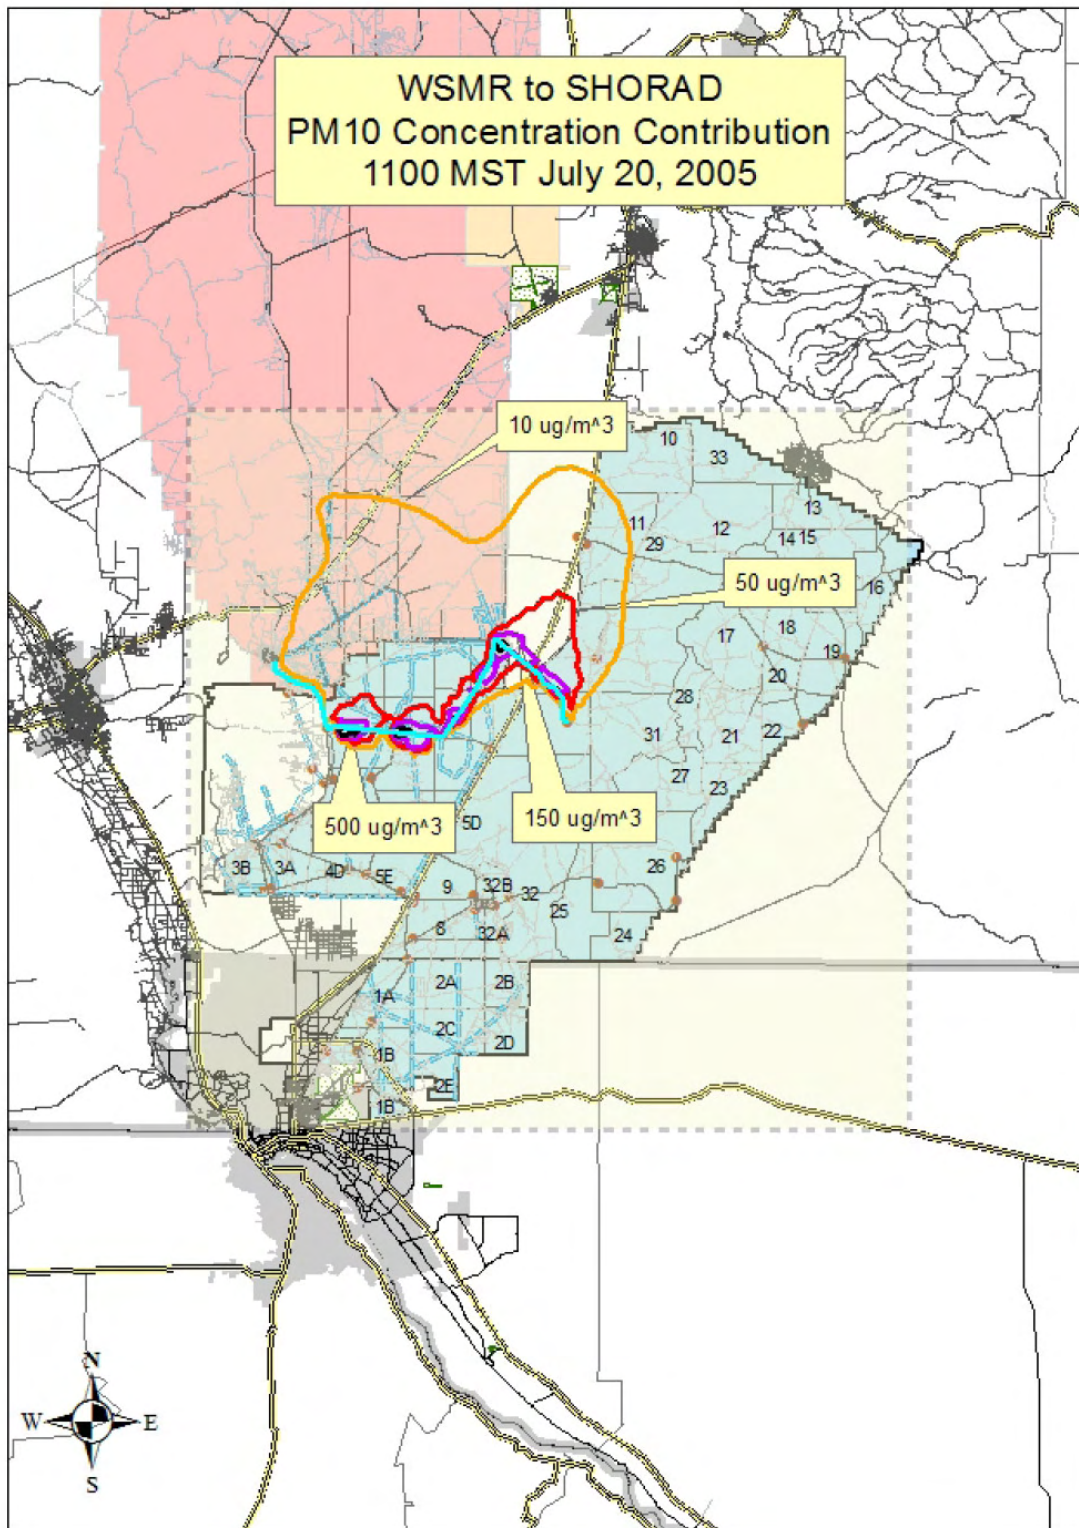 WSMR to SHORAD
PM10 Concentration Contribution
1100 MST July 20, 2005
10 ug/m^3
10
33
13
11
12
14 15
29
50 ug/m^3
16
17
18
19
20
28
31
21
22
27
23
500 ug/m^3
150 ug/m^3
5D
3B
3A
4D
5E
9
32B
32
26
25
8
32A
24
2A
2B
1A
2C
2D
1B
2E
1B
N
W
E
S